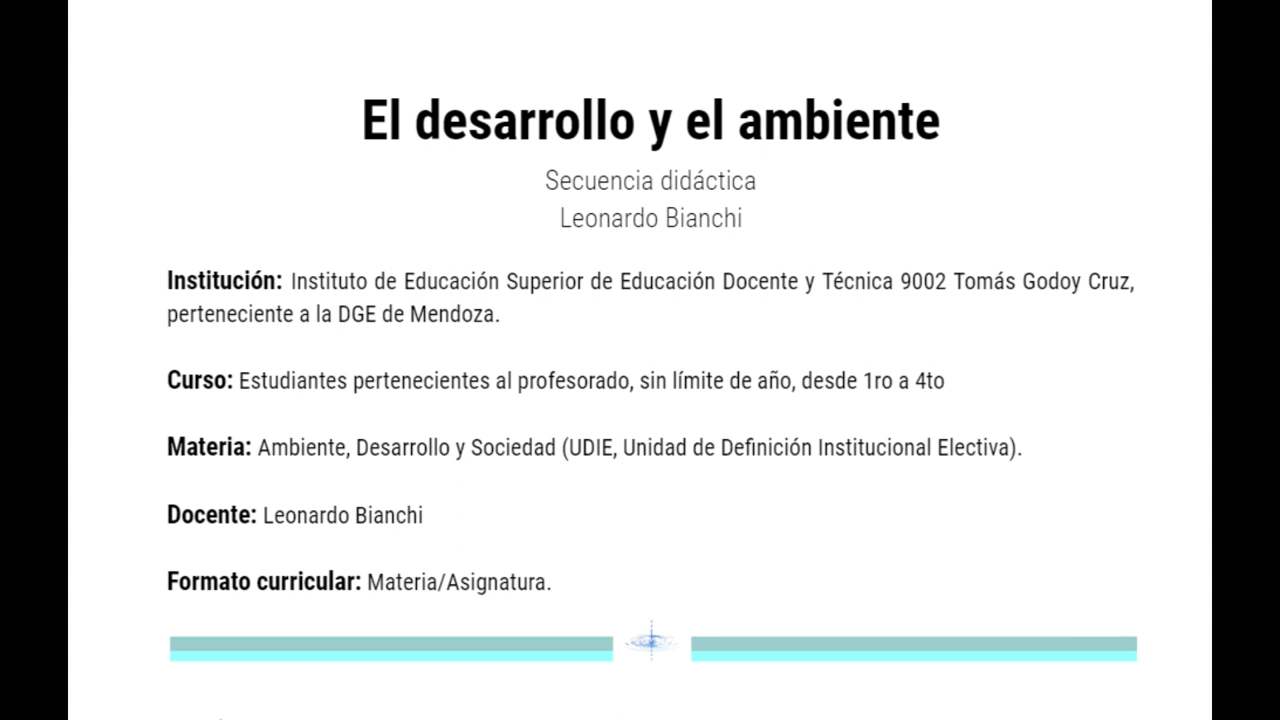 El desarrollo y el ambiente
Secuencia didáctica
Leonardo Bianchi
Institución: Instituto de Educación Superior de Educación Docente y Técnica 9002 Tomás Godoy Cruz,
perteneciente a la DGE de Mendoza.
Curso: Estudiantes pertenecientes al profesorado, sin límite de año, desde 1ro a 4to
Materia: Ambiente, Desarrollo y Sociedad (UDIE, Unidad de Definición Institucional Electiva).
Docente: Leonardo Bianchi
Formato curricular: Materia/Asignatura.